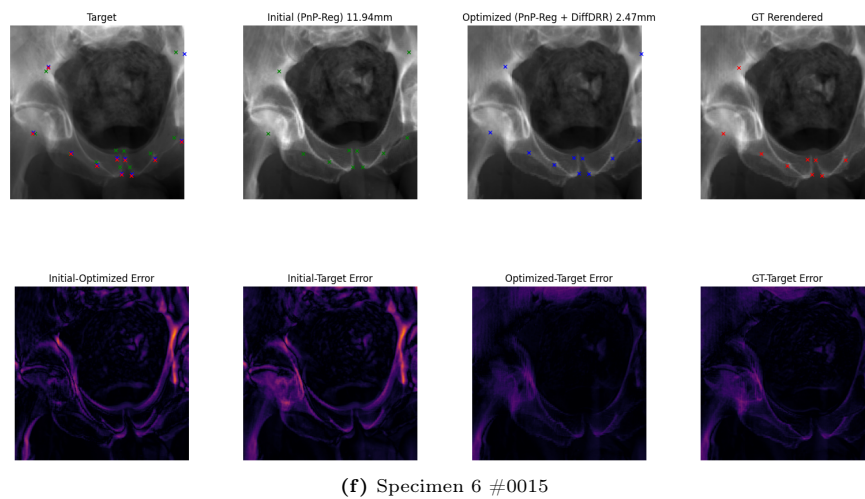 Target
Initial (PnP-Reg) 11.94mm
Optimized (PnP-Reg + DiffDRR) 2.47mm
GT Rerendered
Initial-Optimized Error
Initial-Target Error
Optimized-Target Error
GT-Target Error
(f) Specimen 6 #0015